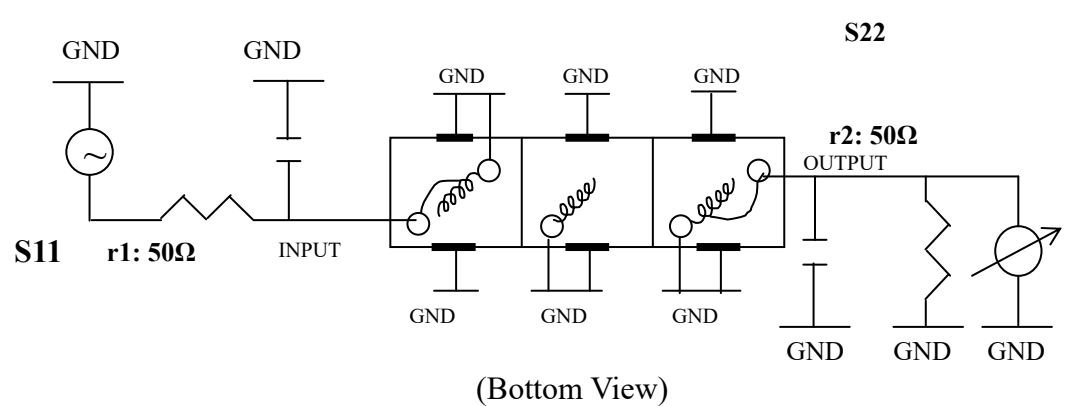 S22
GND
GND
GND
GND
GND
r2: 50Ω
OUTPUT
S11
r1: 50Ω
INPUT
GND
GND
GND
GND
GND
GND
(Bottom View)